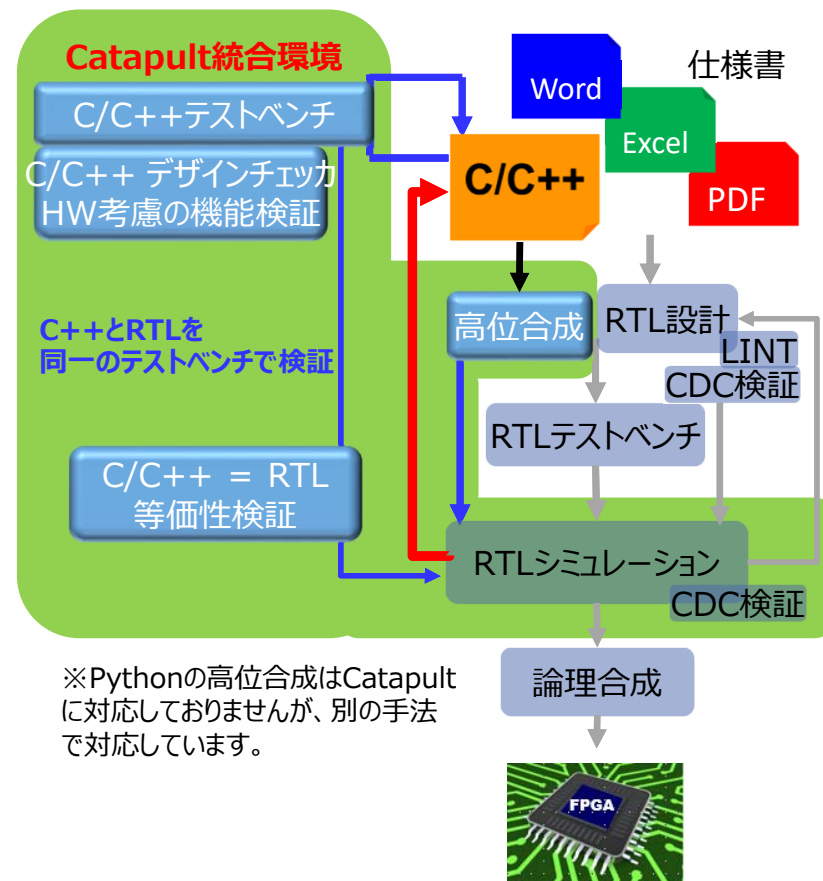 Catapult統合環境
C/C++テストベンチ
C/C++ デザインチェッカ
HW考慮の機能検証
仕様書
Word
Excel
PDF
C/C++
C++とRTLを
同一のテストベンチで検証
高位合成
RTL設計
LINT
CDC検証
RTLテストベンチ
C/C++ = RTL
等価性検証
RTLシミュレーション
CDC検証
※Pythonの高位合成はCatapult
に対応しておりませんが、別の手法
で対応しています。
論理合成
FPGA